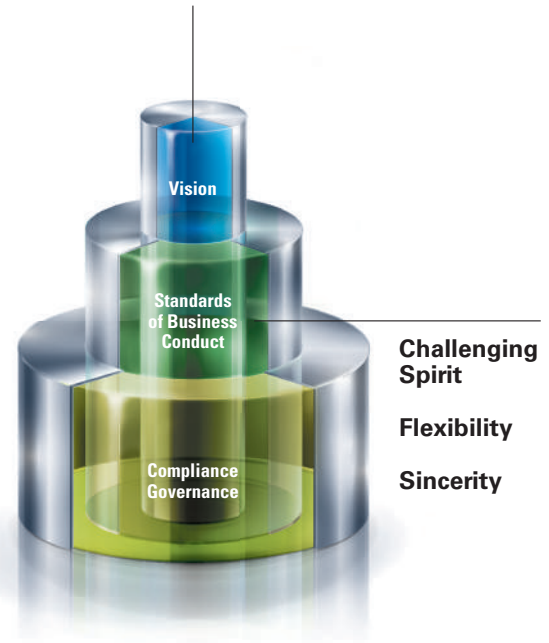 Vision
Standards
of Business
Conduct
Challenging
Spirit
Flexibility
Sincerity
Compliance
Governance